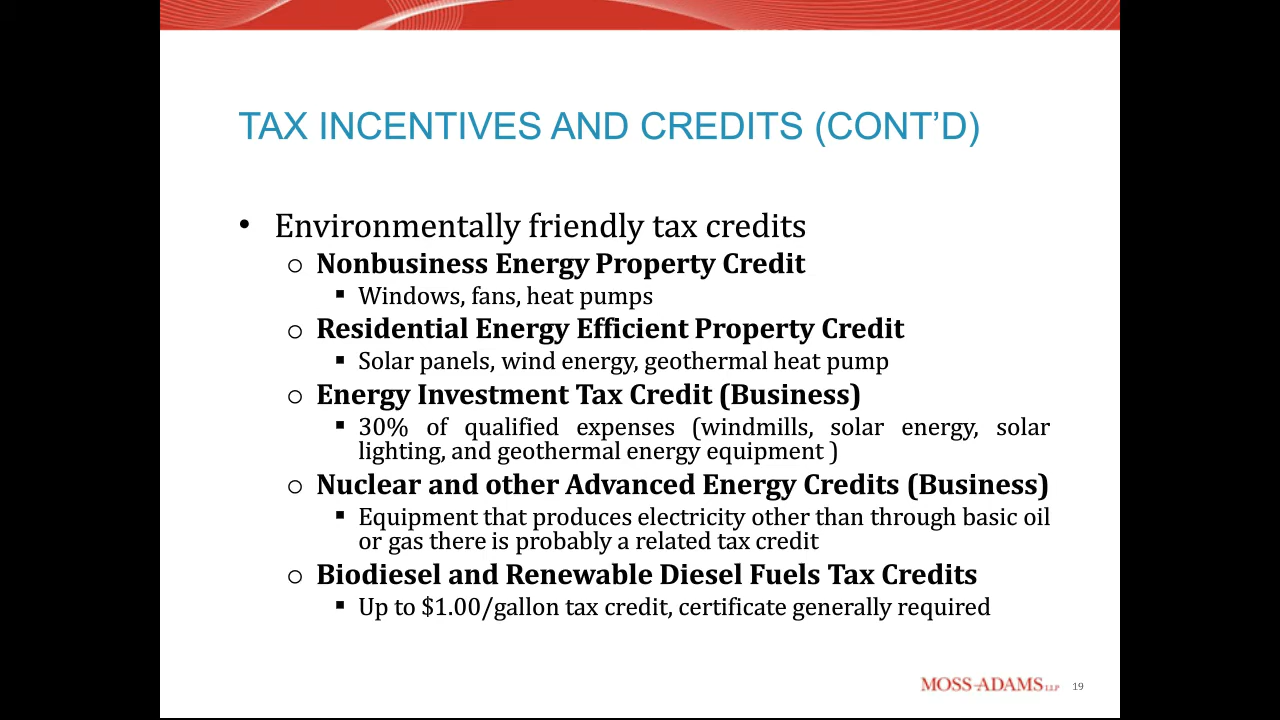 TAX INCENTIVES AND CREDITS (CONT’D)
• Environmentally friendly tax credits
○ Nonbusiness Energy Property Credit
▪ Windows, fans, heat pumps
○ Residential Energy Efficient Property Credit
▪ Solar panels, wind energy, geothermal heat pump
○ Energy Investment Tax Credit (Business)
▪ 30% of qualified expenses (windmills, solar energy, solar
lighting, and geothermal energy equipment )
○ Nuclear and other Advanced Energy Credits (Business)
▪ Equipment that produces electricity other than through basic oil
or gas there is probably a related tax credit
○ Biodiesel and Renewable Diesel Fuels Tax Credits
▪ Up to $1.00/gallon tax credit, certificate generally required
MOSS-ADAMS LLP 19